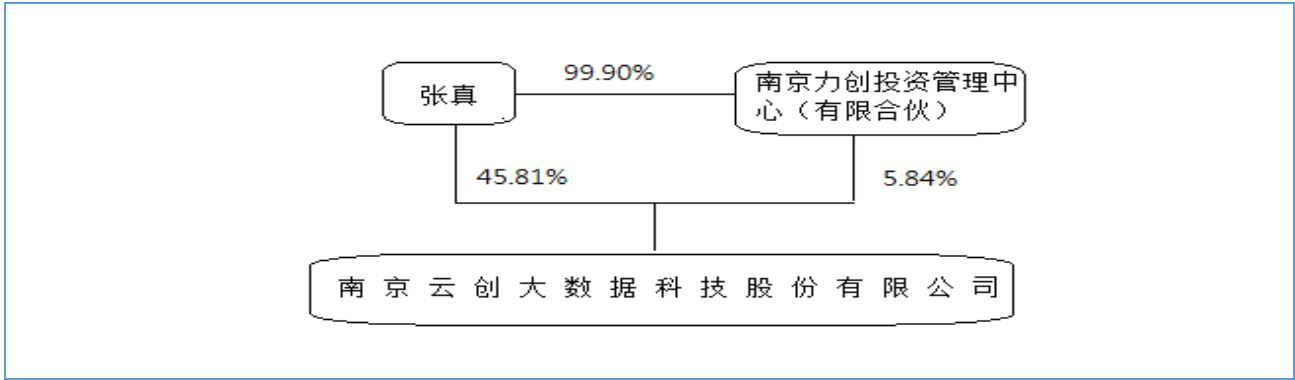 99.90%
张真
南京力创投资管理中
心（有限合伙）
45.81%
5.84%
南京云创大数据科技股份有限公司